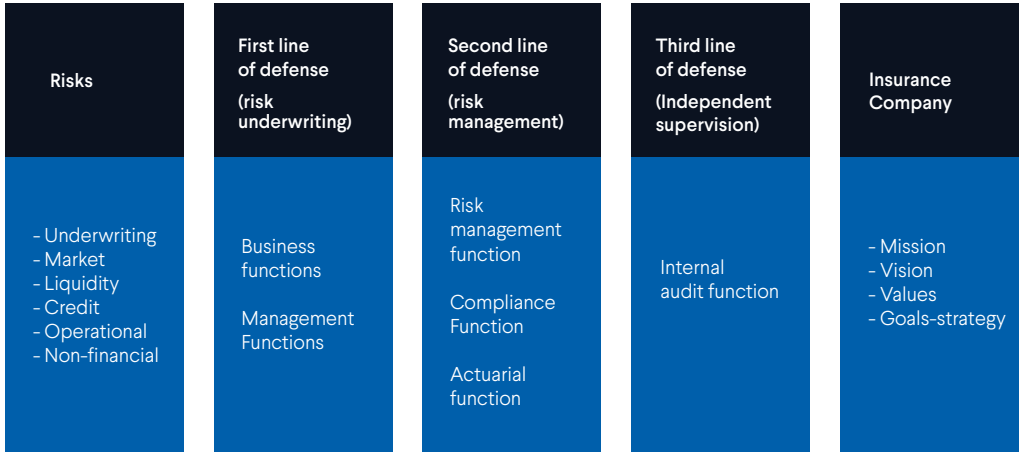 Risks
- Underwriting
- Market
- Liquidity
- Credit
- Operational
- Non-financial
First line
of defense
(risk
underwriting)
Business
functions
Management
Functions
Second line
of defense
(risk
management)
Risk
management
function
Compliance
Function
Actuarial
function
Third line
of defense
(Independent
supervision)
Internal
audit function
Insurance
Company
- Mission
- Vision
- Values
- Goals-strategy